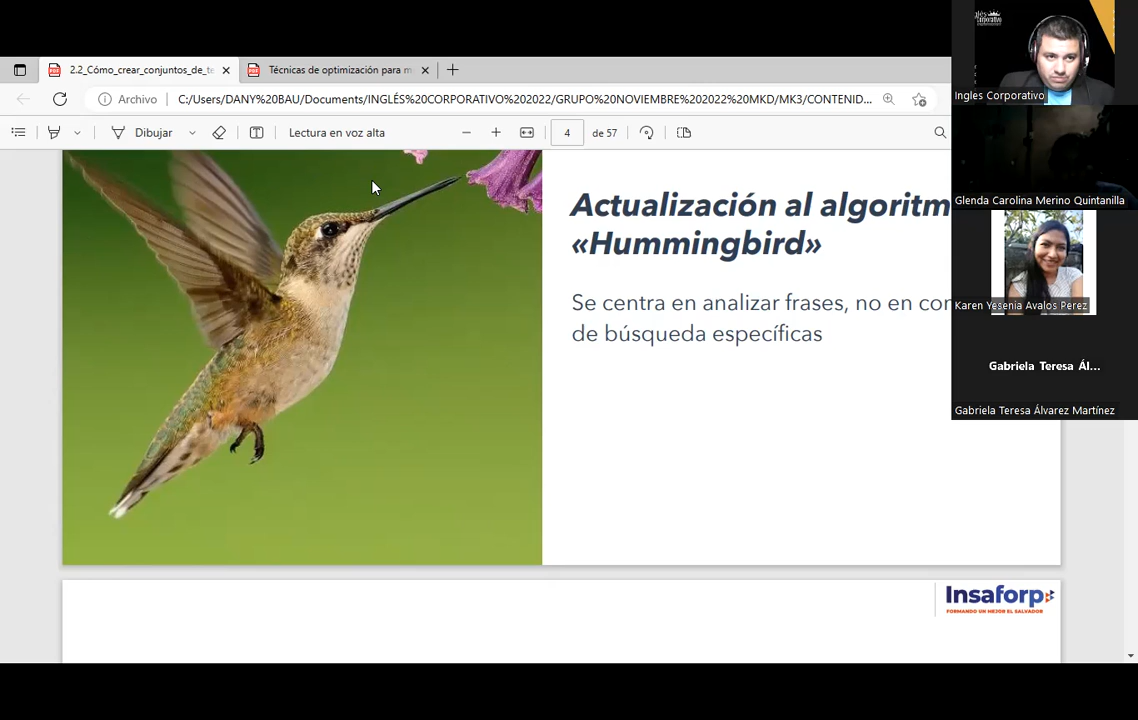 2.2_Cómo_crear_conjuntos_de_te
Técnicas de optimización para m
Archivo
C:/Users/DANY%20BAU/Documents/INGLÉS%20CORPORATIVO%202022/GRUPO%20NOVIEMBRE%202022%20MKD/MK3/CONTENID...
Dibujar
Lectura en voz alta
4
de 57
Actualización al algoritm
«Hummingbird»
Se centra en analizar frases, no en con
de búsqueda específicas
Insaforp
FORMANDO UN MEJOR EL SALVADOR
Ingles Corporativo
Glenda Carolina Merino Quintanilla
Karen Yesenia Avalos Perez
Gabriela Teresa Ál...
Gabriela Teresa Álvarez Martínez